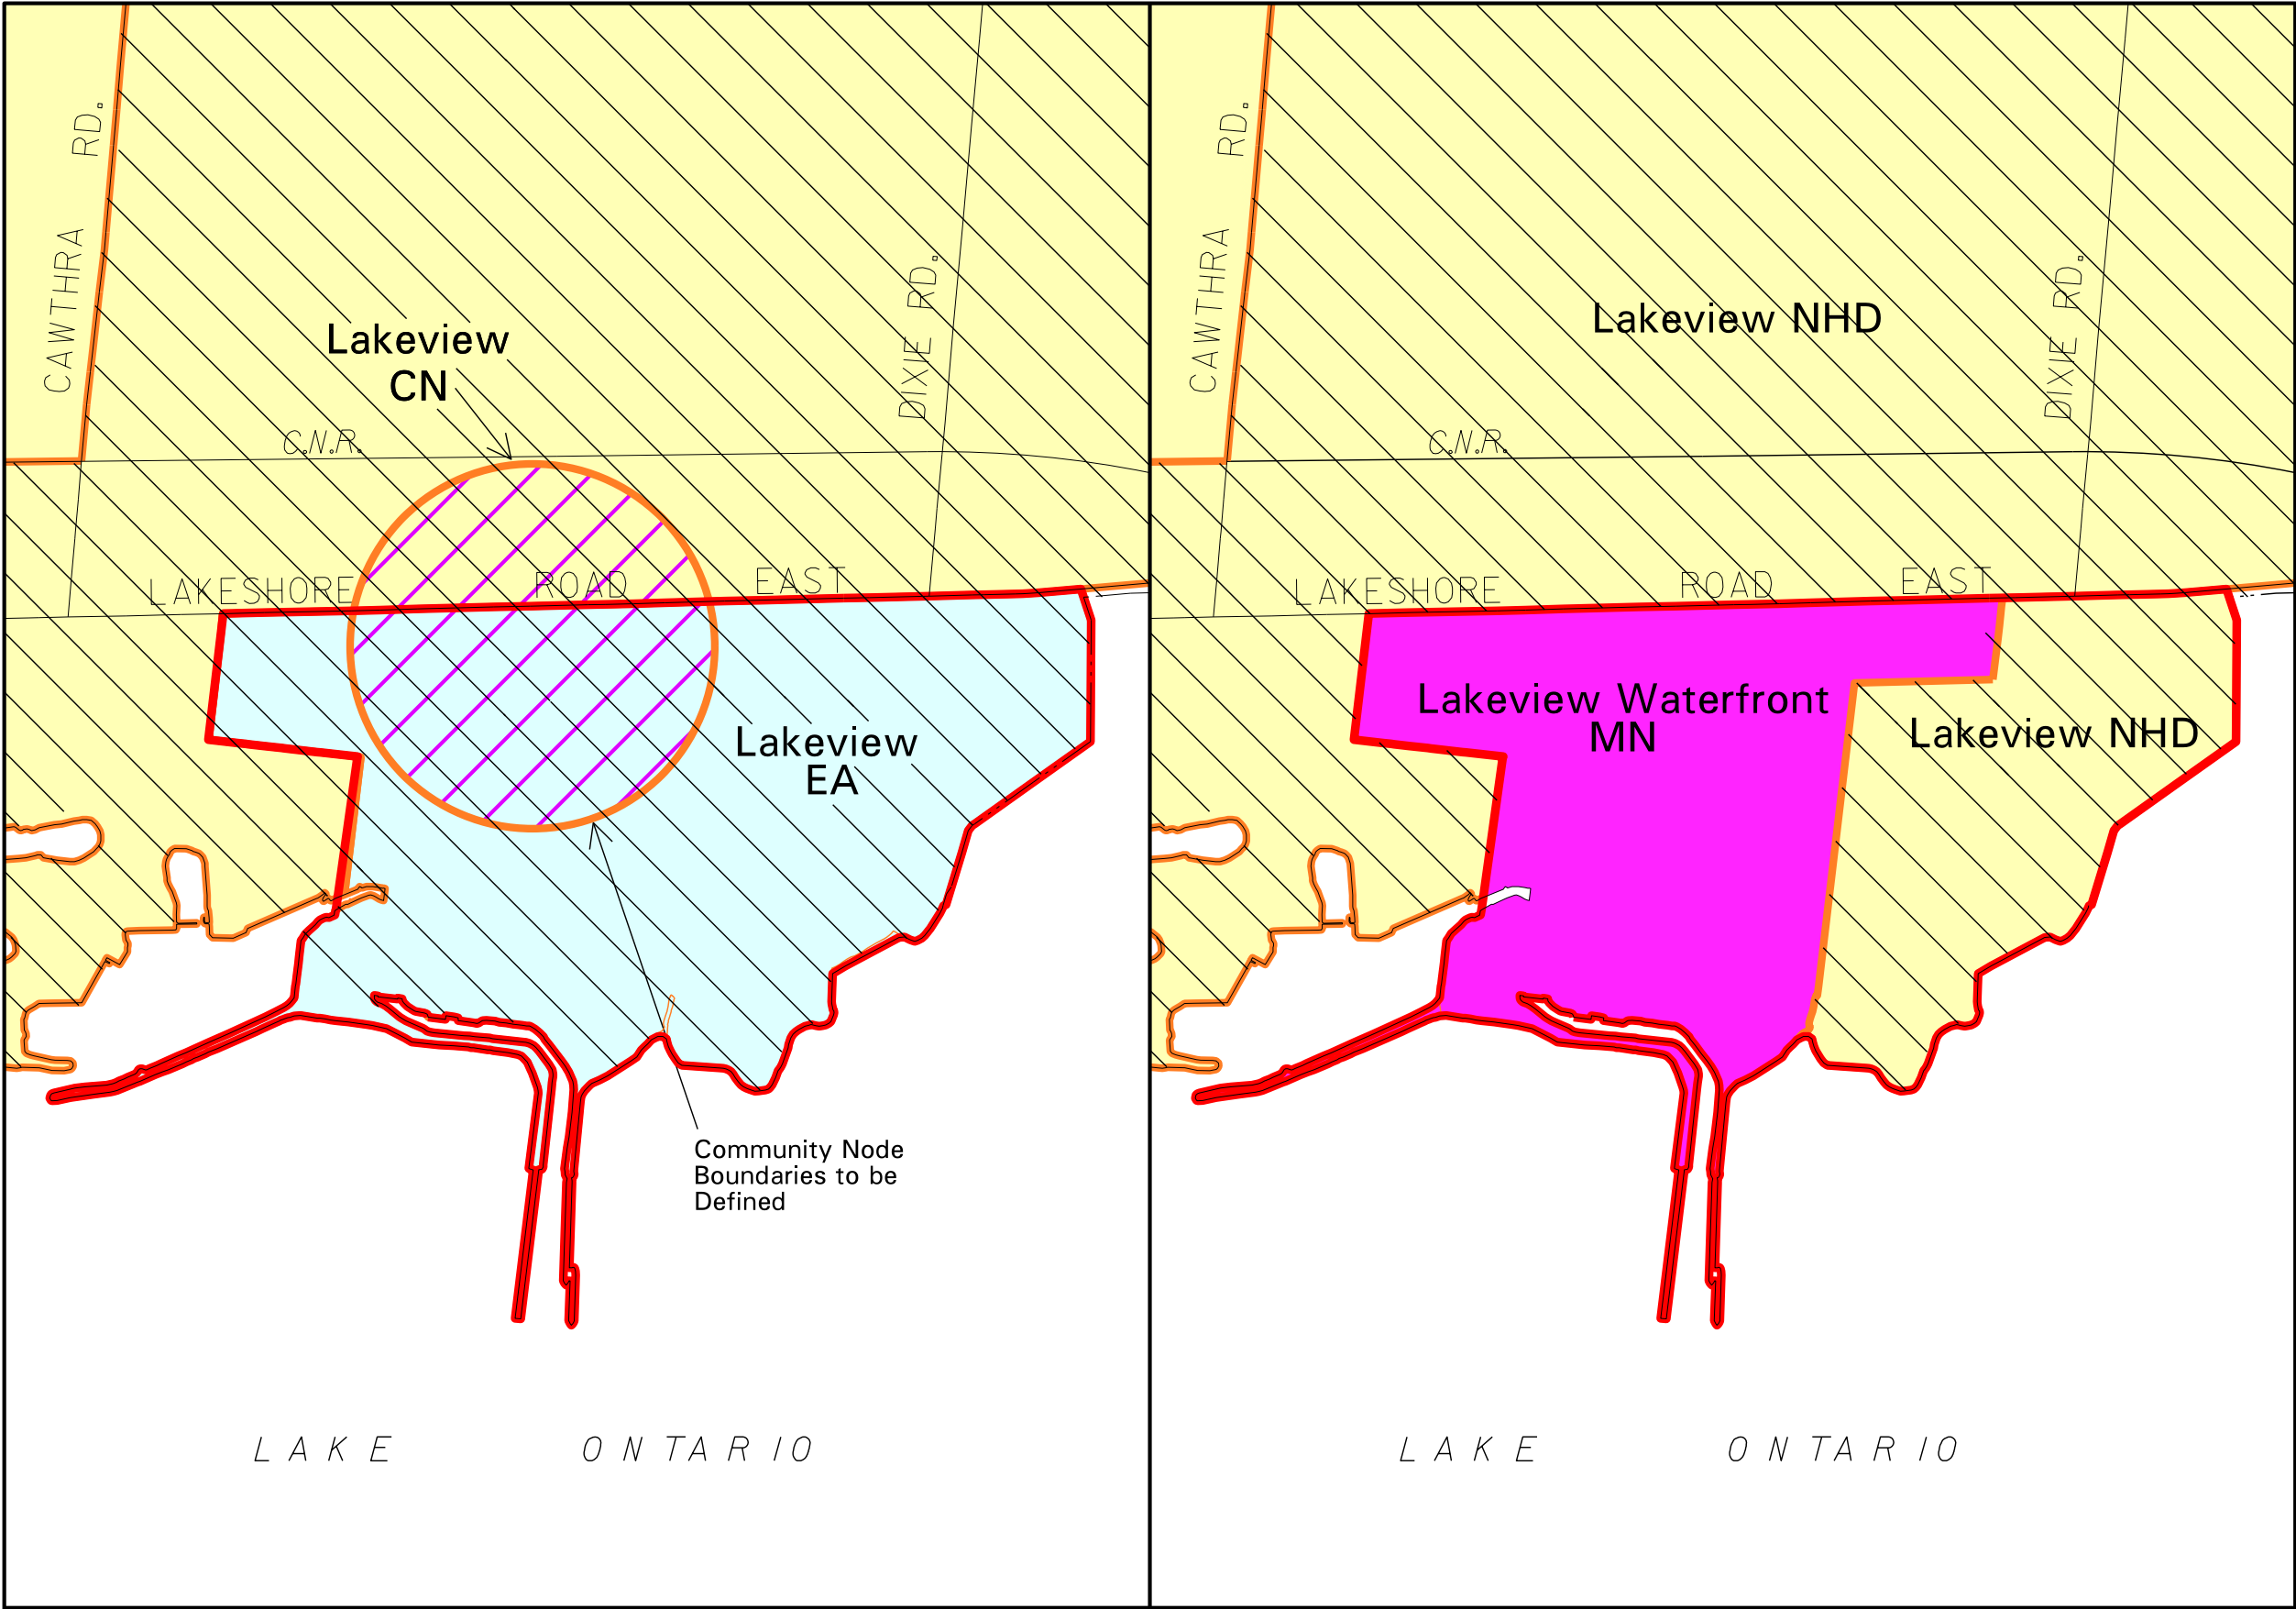 CAWTHRA RD.
Lakeview
CN
C.N.R.
DIXIE RD.
LAKESHORE ROAD EAST
Lakeview
EA
Community Node
Boundaries to be
Defined
LAKE ONTARIO
CAWTHRA RD.
Lakeview NHD
C.N.R.
DIXIE RD.
LAKESHORE ROAD EAST
Lakeview Waterfront
MN
Lakeview NHD
LAKE ONTARIO